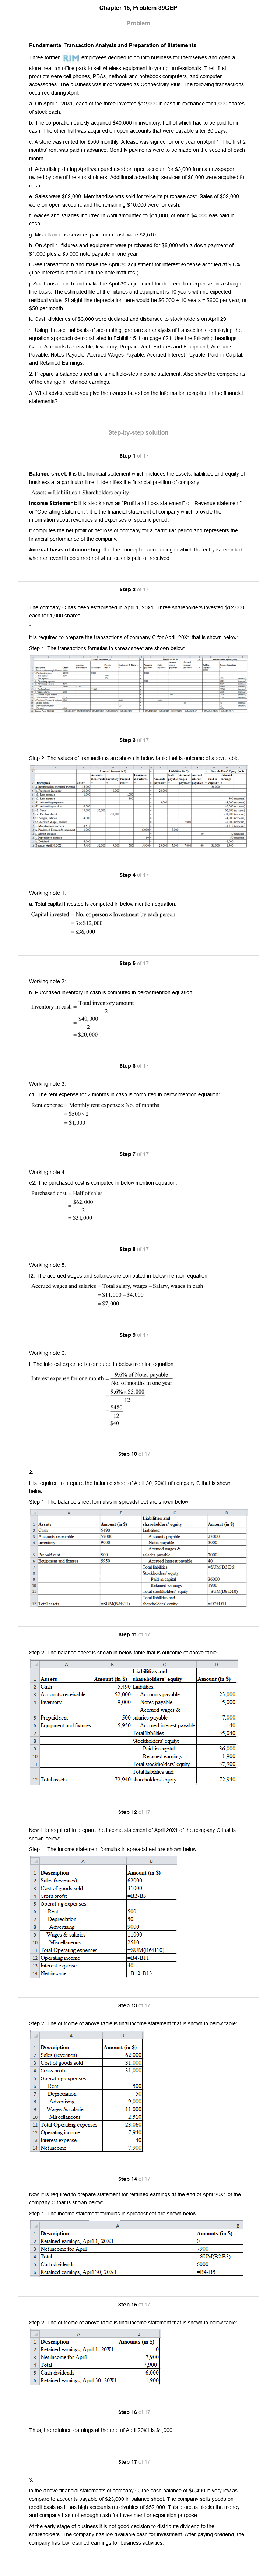 Chapter 15, Problem 39GEP
Problem
Fundamental Transaction Analysis and Preparation of Statements
Three former RIM employees decided to go into business for themselves and open a
store near an office park to sell wireless equipment to young professionals. Their first
products were cell phones, PDAs, netbook and notebook computers, and computer
accessories. The business was incorporated as Connectivity Plus. The following transactions
occurred during April:
a. On April 1, 20X1, each of the three invested $12,000 in cash in exchange for 1,000 shares
of stock each.
b. The corporation quickly acquired $40,000 in inventory, half of which had to be paid for in
cash. The other half was acquired on open accounts that were payable after 30 days.
c. A store was rented for $500 monthly. A lease was signed for one year on April 1. The first 2
months' rent was paid in advance. Monthly payments were to be made on the second of each
month.
d. Advertising during April was purchased on open account for $3,000 from a newspaper
owned by one of the stockholders. Additional advertising services of $6,000 were acquired for
cash.
e. Sales were $62,000. Merchandise was sold for twice its purchase cost. Sales of $52,000
were on open account, and the remaining $10,000 were for cash.
f. Wages and salaries incurred in April amounted to $11,000, of which $4,000 was paid in
cash.
g. Miscellaneous services paid for in cash were $2,510.
h. On April 1, fixtures and equipment were purchased for $6,000 with a down payment of
$1,000 plus a $5,000 note payable in one year.
i. See transaction h and make the April 30 adjustment for interest expense accrued at 9.6%.
(The interest is not due until the note matures.)
j. See transaction h and make the April 30 adjustment for depreciation expense on a straight-
line basis. The estimated life of the fixtures and equipment is 10 years with no expected
residual value. Straight-line depreciation here would be $6,000 ÷ 10 years = $600 per year, or
$50 per month
k. Cash dividends of $6,000 were declared and disbursed to stockholders on April 29.
1. Using the accrual basis of accounting, prepare an analysis of transactions, employing the
equation approach demonstrated in Exhibit 15-1 on page 621. Use the following headings:
Cash, Accounts Receivable, Inventory, Prepaid Rent, Fixtures and Equipment, Accounts
Payable, Notes Payable, Accrued Wages Payable, Accrued Interest Payable, Paid-in Capital,
and Retained Earnings.
2. Prepare a balance sheet and a multiple-step income statement. Also show the components
of the change in retained earnings.
3. What advice would you give the owners based on the information compiled in the financial
statements?
Step-by-step solution
Step 1 of 17
Balance sheet: It is the financial statement which includes the assets, liabilities and equity of
business at a particular time. It identifies the financial position of company.
Assets = Liabilities + Shareholders equity
Income Statement: It is also known as "Profit and Loss statement" or "Revenue statement"
or "Operating statement". It is the financial statement of company which provide the
information about revenues and expenses of specific period.
It computes the net profit or net loss of company for a particular period and represents the
financial performance of the company.
Accrual basis of Accounting: It is the concept of accounting in which the entry is recorded
when an event is occurred not when cash is paid or received.
Step 2 of 17
The company C has been established in April 1, 20X1. Three shareholders invested $12,000
each for 1,000 shares.
1.
It is required to prepare the transactions of company C for April, 20X1 that is shown below:
Step 1: The transactions formulas in spreadsheet are shown below:
Step 3 of 17
Step 2: The values of transactions are shown in below table that is outcome of above table.
Step 4 of 17
Working note 1:
a. Total capital invested is computed in below mention equation:
Capital invested = No. of person × Investment by each person
= 3×$12,000
= $36,000
Step 5 of 17
Working note 2:
b. Purchased inventory in cash is computed in below mention equation:
Inventory in cash = Total inventory amount
2
= $40,000
2
= $20,000
Step 6 of 17
Working note 3:
c1. The rent expense for 2 months in cash is computed in below mention equation:
Rent expense = Monthly rent expense × No. of months
= $500×2
= $1,000
Step 7 of 17
Working note 4:
e2. The purchased cost is computed in below mention equation:
Purchased cost = Half of sales
= $62,000
2
= $31,000
Step 8 of 17
Working note 5:
f2. The accrued wages and salaries are computed in below mention equation:
Accrued wages and salaries = Total salary, wages − Salary, wages in cash
= $11,000 − $4,000
= $7,000
Step 9 of 17
Working note 6:
i. The interest expense is computed in below mention equation:
Interest expense for one month = 9.6% of Notes payable
No. of months in one year
= 9.6%×$5,000
12
= $480
12
= $40
Step 10 of 17
2.
It is required to prepare the balance sheet of April 30, 20X1 of company C that is shown
below:
Step 1: The balance sheet formulas in spreadsheet are shown below:
A B C D
Liabilities and
1 Assets Amount (in $) shareholders' equity Amount (in $)
2 Cash 5490 Liabilities:
3 Accounts receivable 52000 Accounts payable 23000
4 Inventory 9000 Notes payable 5000
Accrued wages &
5 Prepaid rent 500 salaries payable 7000
6 Equipment and fixtures 5950 Accrued interest payable 40
7 Total liabilities =SUM(D3:D6)
8 Stockholders' equity:
9 Paid-in capital 36000
10 Retained earnings 1900
11 Total stockholders' equity =SUM(D9:D10)
Total liabilities and
12 Total assets =SUM(B2:B11) shareholders' equity =D7+D11
Step 11 of 17
Step 2: The balance sheet is shown in below table that is outcome of above table.
A B C D
Liabilities and
1 Assets Amount (in $) shareholders' equity Amount (in $)
2 Cash 5,490 Liabilities:
3 Accounts receivable 52,000 Accounts payable 23,000
4 Inventory 9,000 Notes payable 5,000
Accrued wages &
5 Prepaid rent 500 salaries payable 7,000
6 Equipment and fixtures 5,950 Accrued interest payable 40
7 Total liabilities 35,040
8 Stockholders' equity:
9 Paid-in capital 36,000
10 Retained earnings 1,900
11 Total stockholders' equity 37,900
Total liabilities and
12 Total assets 72,940 shareholders' equity 72,940
Step 12 of 17
Now, it is required to prepare the income statement of April 20X1 of the company C that is
shown below:
Step 1: The income statement formulas in spreadsheet are shown below:
A B
1 Description Amount (in $)
2 Sales (revenues) 62000
3 Cost of goods sold 31000
4 Gross profit =B2-B3
5 Operating expenses:
6 Rent 500
7 Depreciation 50
8 Advertising 9000
9 Wages & salaries 11000
10 Miscellaneous 2510
11 Total Operating expenses =SUM(B6:B10)
12 Operating income =B4-B11
13 Interest expense 40
14 Net income =B12-B13
Step 13 of 17
Step 2: The outcome of above table is final income statement that is shown in below table:
A B
1 Description Amount (in $)
2 Sales (revenues) 62,000
3 Cost of goods sold 31,000
4 Gross profit 31,000
5 Operating expenses:
6 Rent 500
7 Depreciation 50
8 Advertising 9,000
9 Wages & salaries 11,000
10 Miscellaneous 2,510
11 Total Operating expenses 23,060
12 Operating income 7,940
13 Interest expense 40
14 Net income 7,900
Step 14 of 17
Now, it is required to prepare statement for retained earnings at the end of April 20X1 of the
company C that is shown below:
Step 1: The income statement formulas in spreadsheet are shown below:
A B
1 Description Amounts (in $)
2 Retained earnings, April 1, 20X1 0
3 Net income for April 7900
4 Total =SUM(B2:B3)
5 Cash dividends 6000
6 Retained earnings, April 30, 20X1 =B4-B5
Step 15 of 17
Step 2: The outcome of above table is final income statement that is shown in below table:
A B
1 Description Amounts (in $)
2 Retained earnings, April 1, 20X1 0
3 Net income for April 7,900
4 Total 7,900
5 Cash dividends 6,000
6 Retained earnings, April 30, 20X1 1,900
Step 16 of 17
Thus, the retained earnings at the end of April 20X1 is $1,900.
Step 17 of 17
3.
In the above financial statements of company C, the cash balance of $5,490 is very low as
compare to accounts payable of $23,000 in balance sheet. The company sells goods on
credit basis as it has high accounts receivables of $52,000. This process blocks the money
and company has not enough cash for investment or expansion purpose.
At the early stage of business it is not good decision to distribute dividend to the
shareholders. The company has low available cash for investment. After paying dividend, the
company has low retained earnings for business activities.